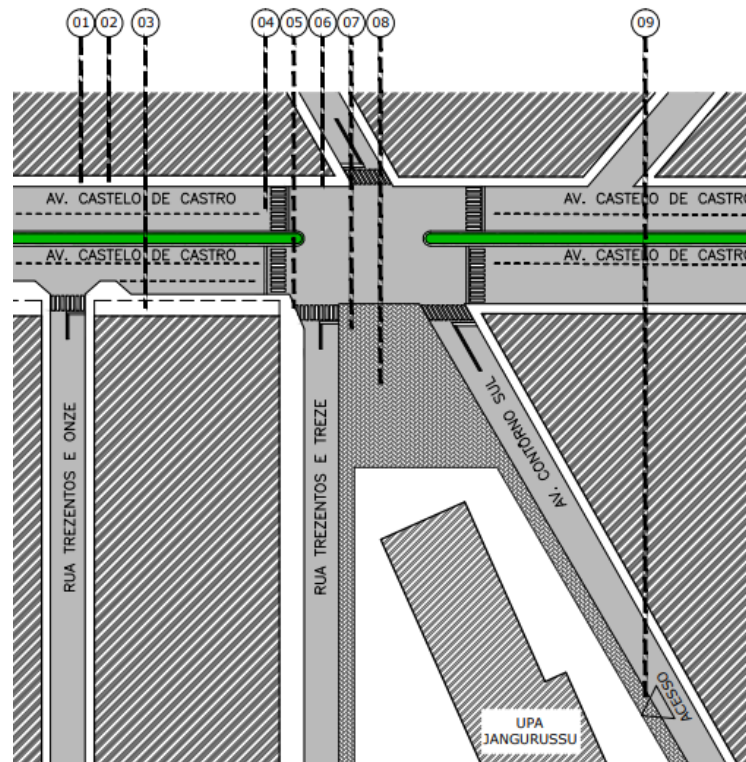 01 02 03 04 05 06 07 08 09
AV. CASTELO DE CASTRO
AV. CASTELO DE CASTRO
AV. CASTELO DE CASTRO
AV. CASTELO DE CASTRO
RUA TREZENTOS E ONZE
RUA TREZENTOS E TREZE
AV. CONTORNO SUL
ACESSO
UPA
JANGURUSSU